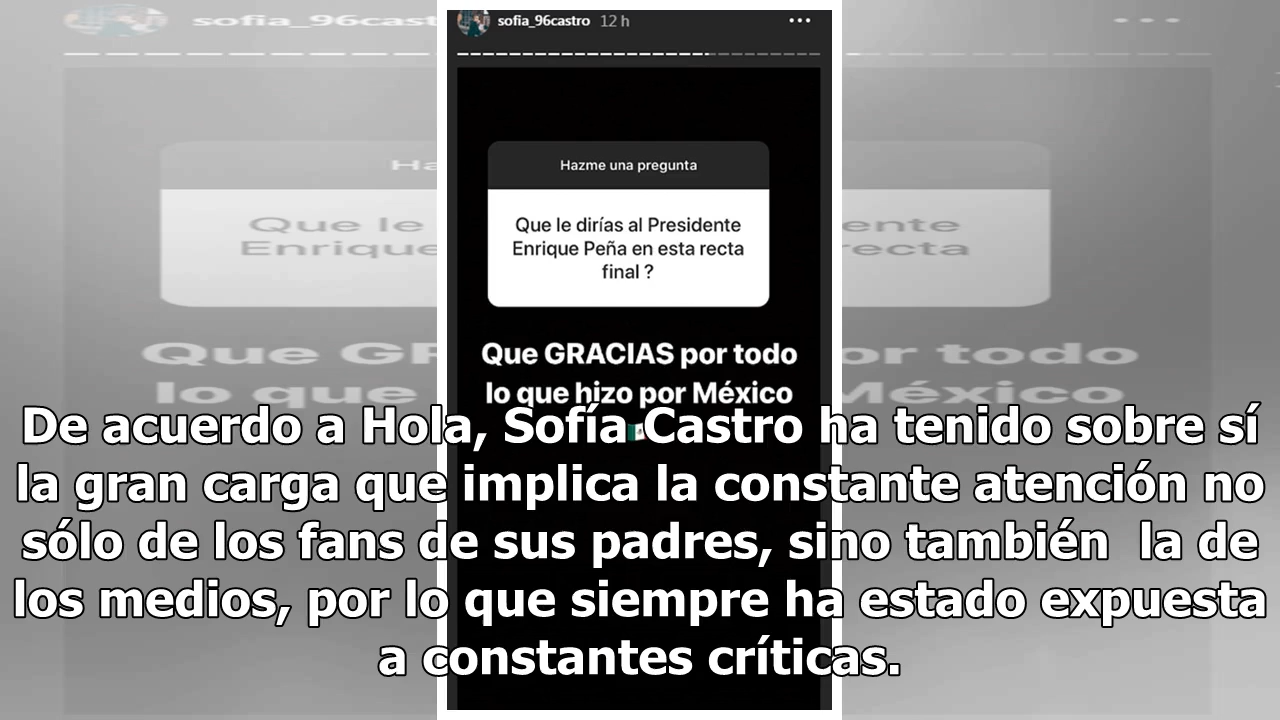 sofia_96castro 12 h
Hazme una pregunta
Que le dirías al Presidente
Enrique Peña en esta recta
final ?
Que GRACIAS por todo
lo que hizo por México
De acuerdo a Hola, Sofía Castro ha tenido sobre sí
la gran carga que implica la constante atención no
sólo de los fans de sus padres, sino también la de
los medios, por lo que siempre ha estado expuesta
a constantes críticas.